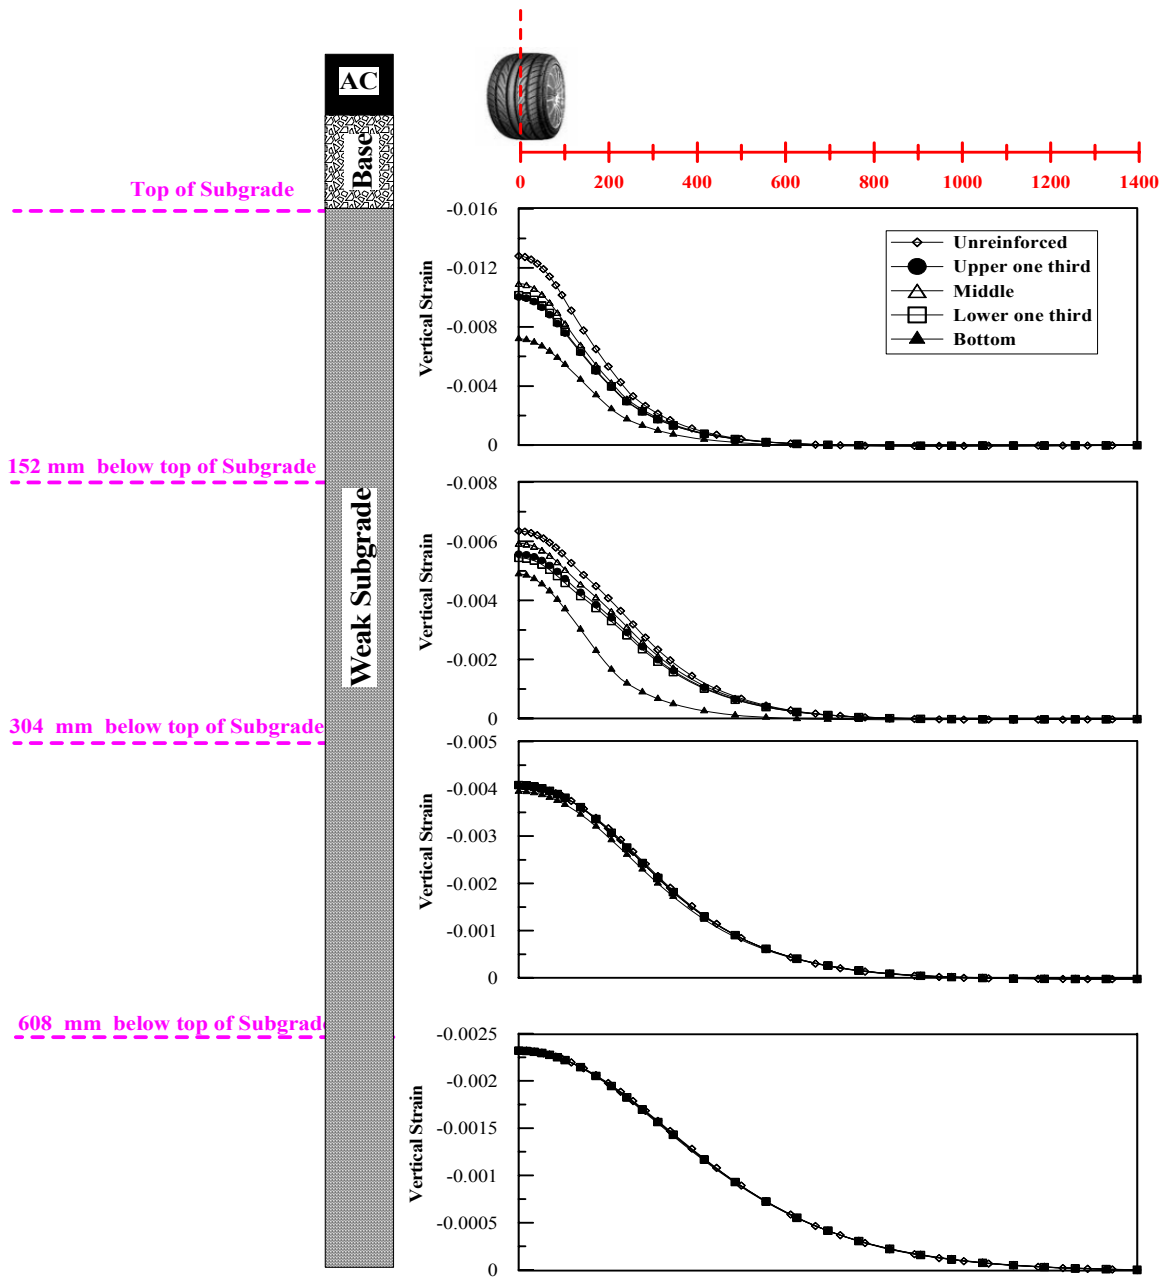 AC
Base
Weak Subgrade
0 200 400 600 800 1000 1200 1400
Top of Subgrade
-0.016
-0.012
-0.008
-0.004
0
Vertical Strain
Unreinforced
Upper one third
Middle
Lower one third
Bottom
152 mm below top of Subgrade
-0.008
-0.006
-0.004
-0.002
0
Vertical Strain
304 mm below top of Subgrade
-0.005
-0.004
-0.003
-0.002
-0.001
0
Vertical Strain
608 mm below top of Subgrade
-0.0025
-0.002
-0.0015
-0.001
-0.0005
0
Vertical Strain